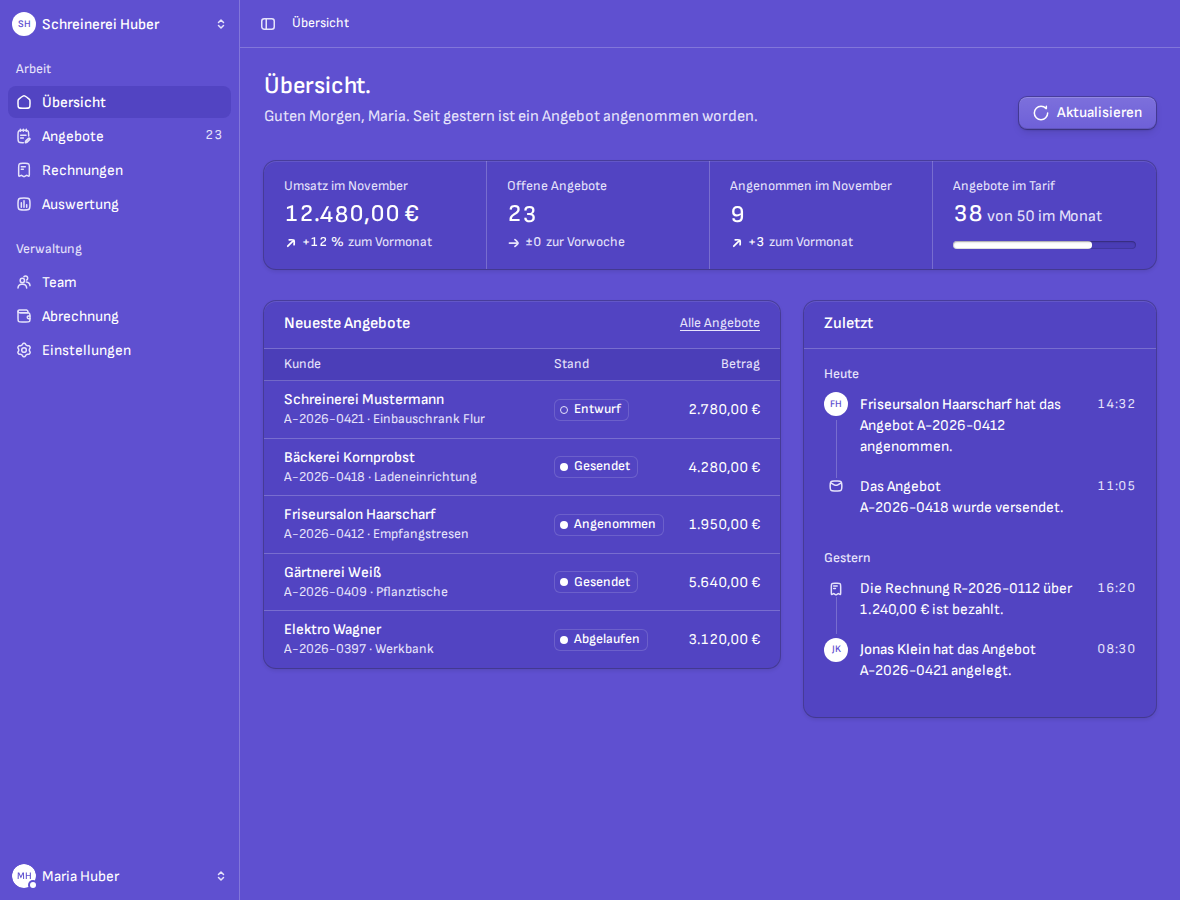 SH Schreinerei Huber
Arbeit
Übersicht
Angebote 23
Rechnungen
Auswertung
Verwaltung
Team
Abrechnung
Einstellungen
MH Maria Huber
Übersicht
Übersicht.
Guten Morgen, Maria. Seit gestern ist ein Angebot angenommen worden.
Aktualisieren
Umsatz im November
12.480,00 €
+12 % zum Vormonat
Offene Angebote
23
±0 zur Vorwoche
Angenommen im November
9
+3 zum Vormonat
Angebote im Tarif
38 von 50 im Monat
Neueste Angebote Alle Angebote
Kunde Stand Betrag
Schreinerei Mustermann
A-2026-0421 · Einbauschrank Flur
Entwurf 2.780,00 €
Bäckerei Kornprobst
A-2026-0418 · Ladeneinrichtung
Gesendet 4.280,00 €
Friseursalon Haarscharf
A-2026-0412 · Empfangstresen
Angenommen 1.950,00 €
Gärtnerei Weiß
A-2026-0409 · Pflanztische
Gesendet 5.640,00 €
Elektro Wagner
A-2026-0397 · Werkbank
Abgelaufen 3.120,00 €
Zuletzt
Heute
FH Friseursalon Haarscharf hat das 14:32
Angebot A-2026-0412
angenommen.
Das Angebot 11:05
A-2026-0418 wurde versendet.
Gestern
Die Rechnung R-2026-0112 über 16:20
1.240,00 € ist bezahlt.
JK Jonas Klein hat das Angebot 08:30
A-2026-0421 angelegt.